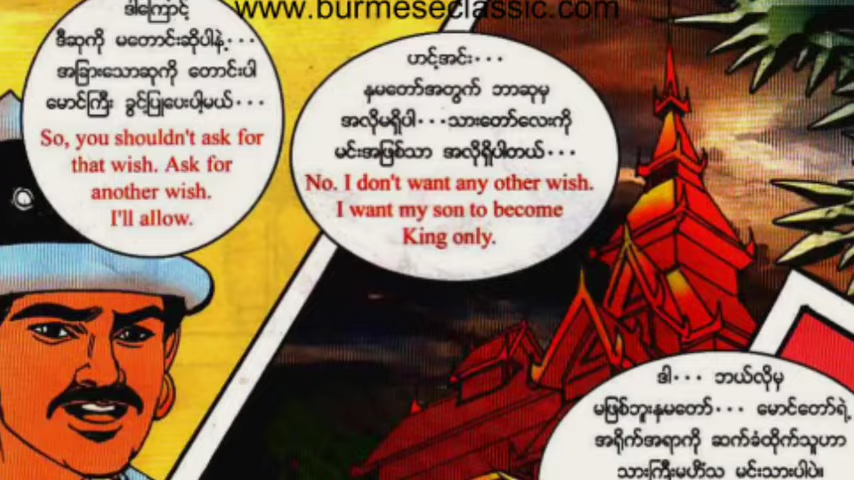 www.burmeseclassic.com
ဒါကြောင့်
ဒီဆုကို မတောင်းဆိုပါနဲ့...
အခြားသောဆုကို တောင်းပါ
မောင်ကြီး ခွင့်ပြုပေးပါ့မယ်...
So, you shouldn't ask for
that wish. Ask for
another wish.
I'll allow.
ဟင့်အင်း...
နှမတော်အတွက် ဘာဆုမှ
အလိုမရှိပါ...သားတော်လေးကို
မင်းအဖြစ်သာ အလိုရှိပါတယ်...
No. I don't want any other wish.
I want my son to become
King only.
ဒါ... ဘယ်လိုမှ
မဖြစ်ဘူးနှမတော်... မောင်တော်ရဲ့
အရိုက်အရာကို ဆက်ခံထိုက်သူဟာ
သားကြီးမဟိံသ မင်းသားပါပဲ။